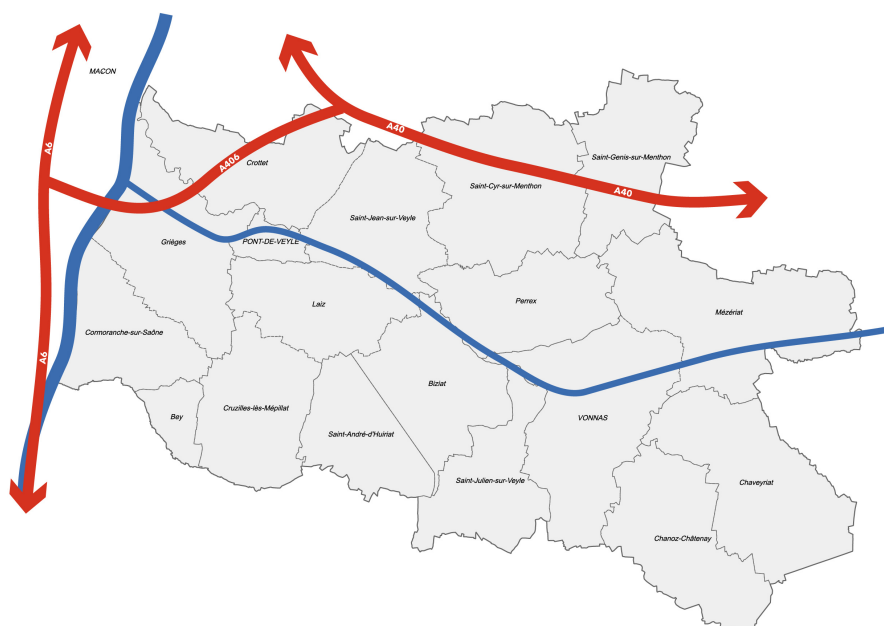 MACON
A6
A40
A406
Crottet
Saint-Genis-sur-Menthon
Saint-Cyr-sur-Menthon
A40
Saint-Jean-sur-Veyle
Grièges
PONT-DE-VEYLE
Laiz
Perrex
Mézériat
Cormoranche-sur-Saône
A6
Biziat
Bey
Cruzilles-lès-Mépillat
VONNAS
Saint-André-d'Huiriat
Saint-Julien-sur-Veyle
Chaveyriat
Chanoz-Châtenay